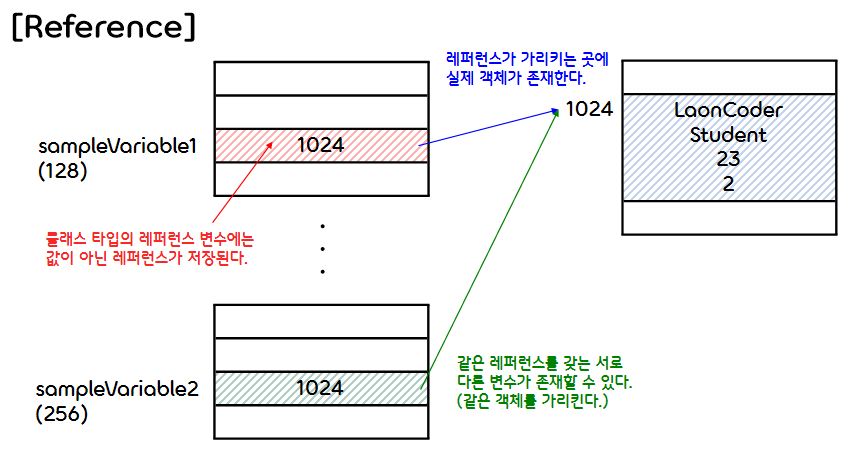 [Reference]
레퍼런스가 가리키는 곳에
실제 객체가 존재한다.
1024
LaonCoder
Student
23
2
sampleVariable1
(128)
1024
클래스 타입의 레퍼런스 변수에는
값이 아닌 레퍼런스가 저장된다.
sampleVariable2
(256)
1024
같은 레퍼런스를 갖는 서로
다른 변수가 존재할 수 있다.
(같은 객체를 가리킨다.)